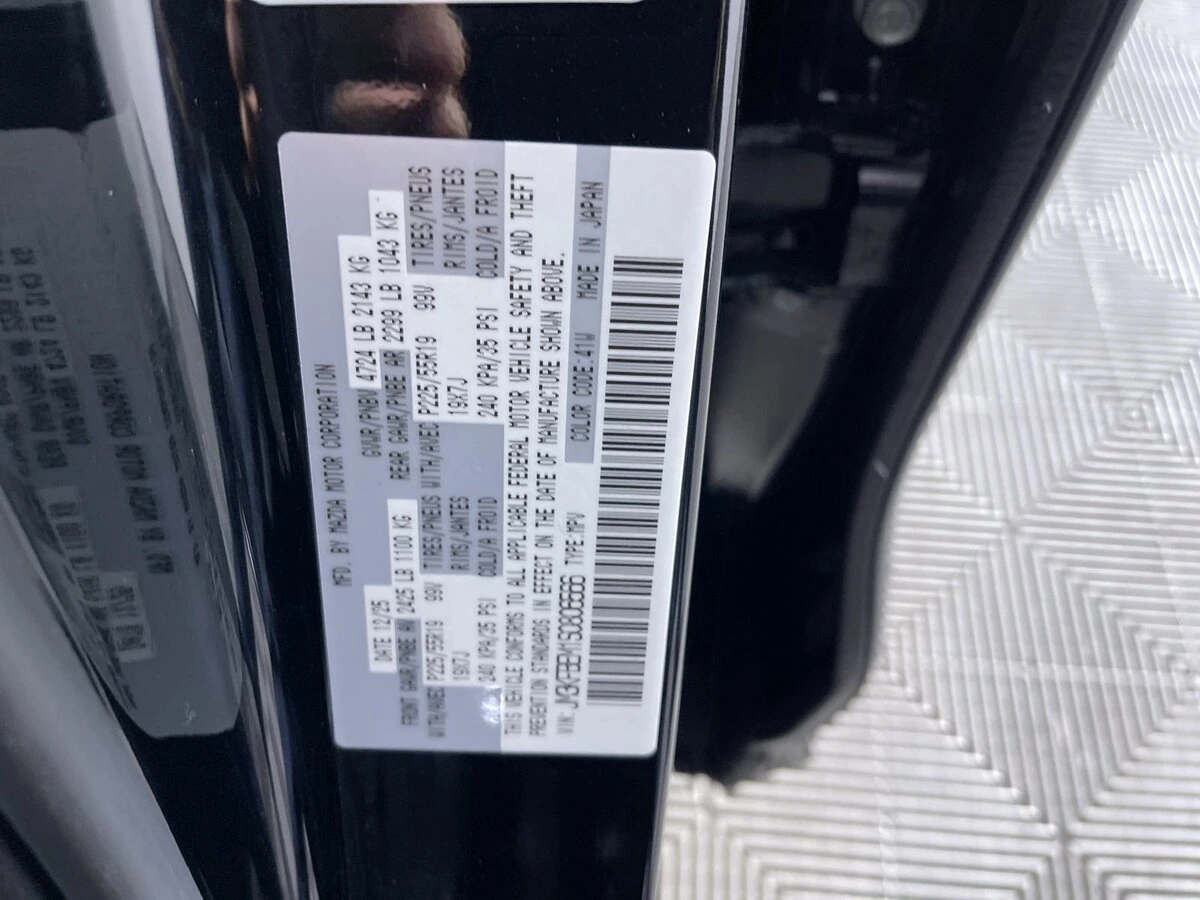 MFD. BY MAZDA MOTOR CORPORATION
DATE 12/25 GVWR/PNBV 4724 LB 2143 KG
FRONT GAWR/PNBE AV 2425 LB 1100 KG REAR GAWR/PNBE AR 2299 LB 1043 KG
WITH/AVEC P225/55R19 99V TIRES/PNEUS WITH/AVEC P225/55R19 99V TIRES/PNEUS
19X7J RIMS/JANTES 19X7J RIMS/JANTES
240 KPA/35 PSI COLD/A FROID 240 KPA/35 PSI COLD/A FROID
THIS VEHICLE CONFORMS TO ALL APPLICABLE FEDERAL MOTOR VEHICLE SAFETY AND THEFT
PREVENTION STANDARDS IN EFFECT ON THE DATE OF MANUFACTURE SHOWN ABOVE.
VIN: TYPE:MPV COLOR CODE:41W MADE IN JAPAN